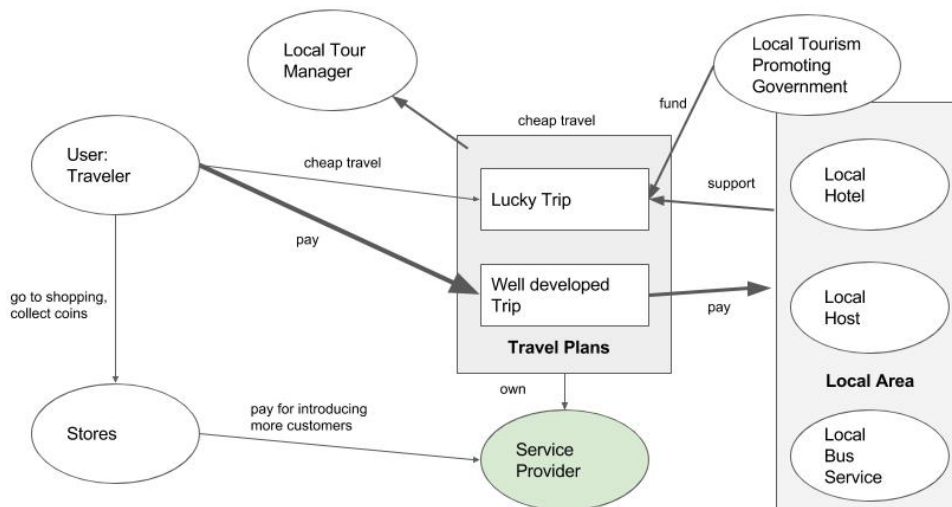 Local Tour
Manager
Local Tourism
Promoting
Government
cheap travel
fund
User:
Traveler
cheap travel
Lucky Trip
support
Local
Hotel
pay
Well developed
Trip
pay
go to shopping,
collect coins
Local
Host
Travel Plans
own
Local Area
pay for introducing
more customers
Stores
Service
Provider
Local
Bus
Service